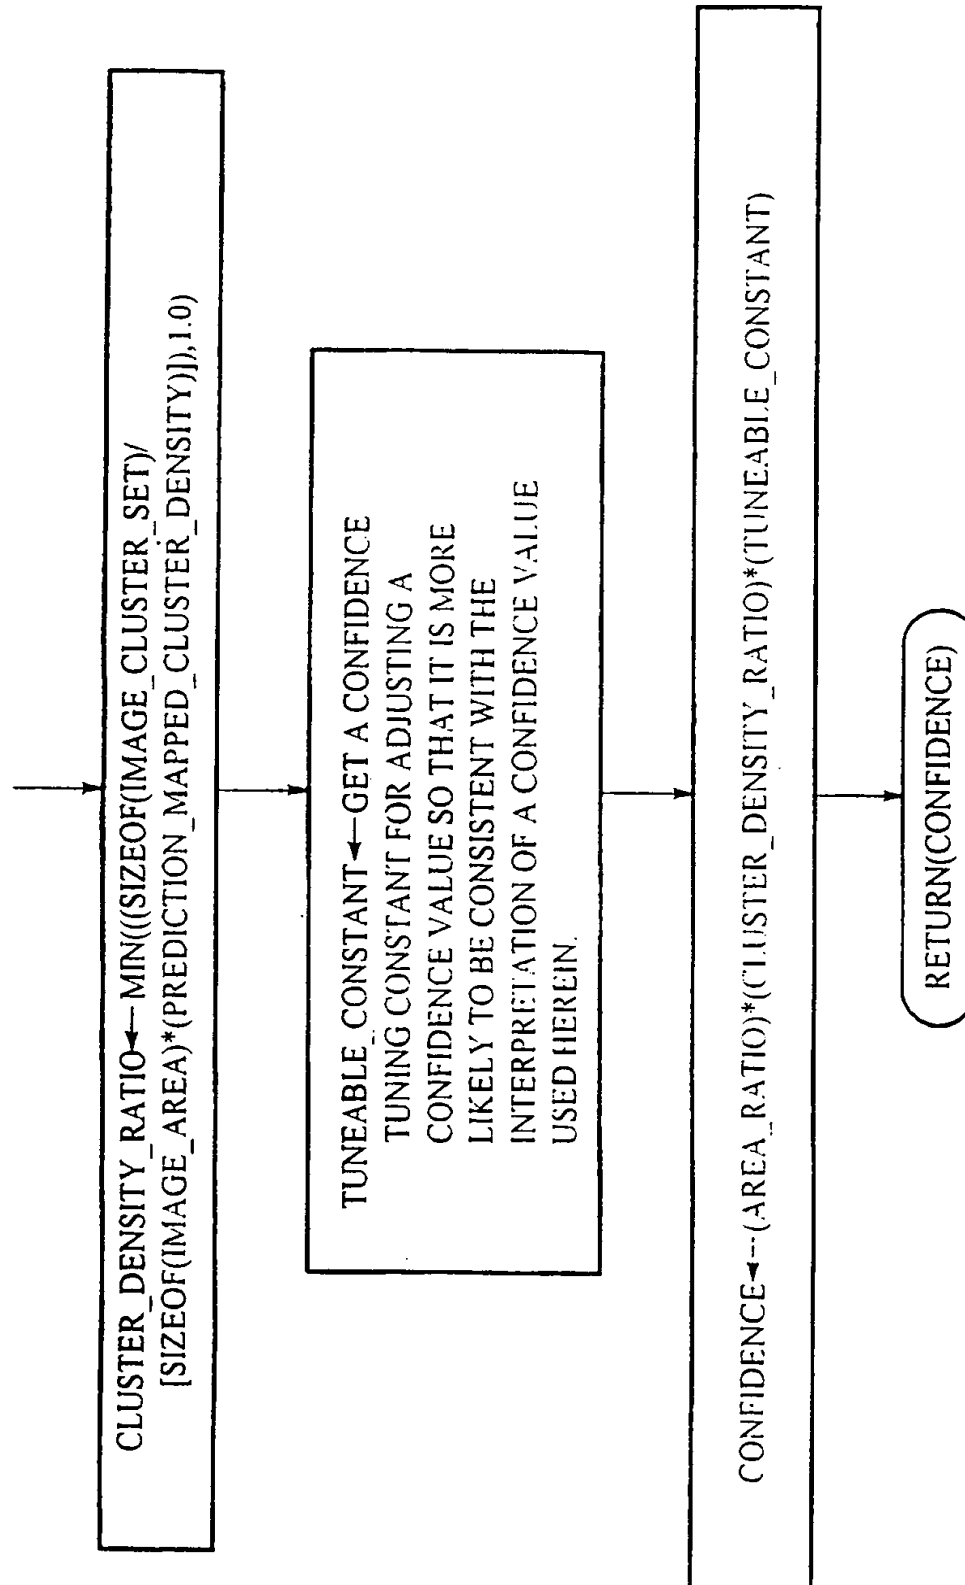 CLUSTER_DENSITY_RATIO←MIN(((SIZEOF(IMAGE_CLUSTER_SET)/
[SIZEOF(IMAGE_AREA)*(PREDICTION_MAPPED_CLUSTER_DENSITY)]),1.0)
TUNEABLE_CONSTANT←GET A CONFIDENCE
TUNING CONSTANT FOR ADJUSTING A
CONFIDENCE VALUE SO THAT IT IS MORE
LIKELY TO BE CONSISTENT WITH THE
INTERPRETATION OF A CONFIDENCE VALUE
USED HEREIN.
CONFIDENCE←(AREA_RATIO)*(CLUSTER_DENSITY_RATIO)*(TUNEABLE_CONSTANT)
RETURN(CONFIDENCE)